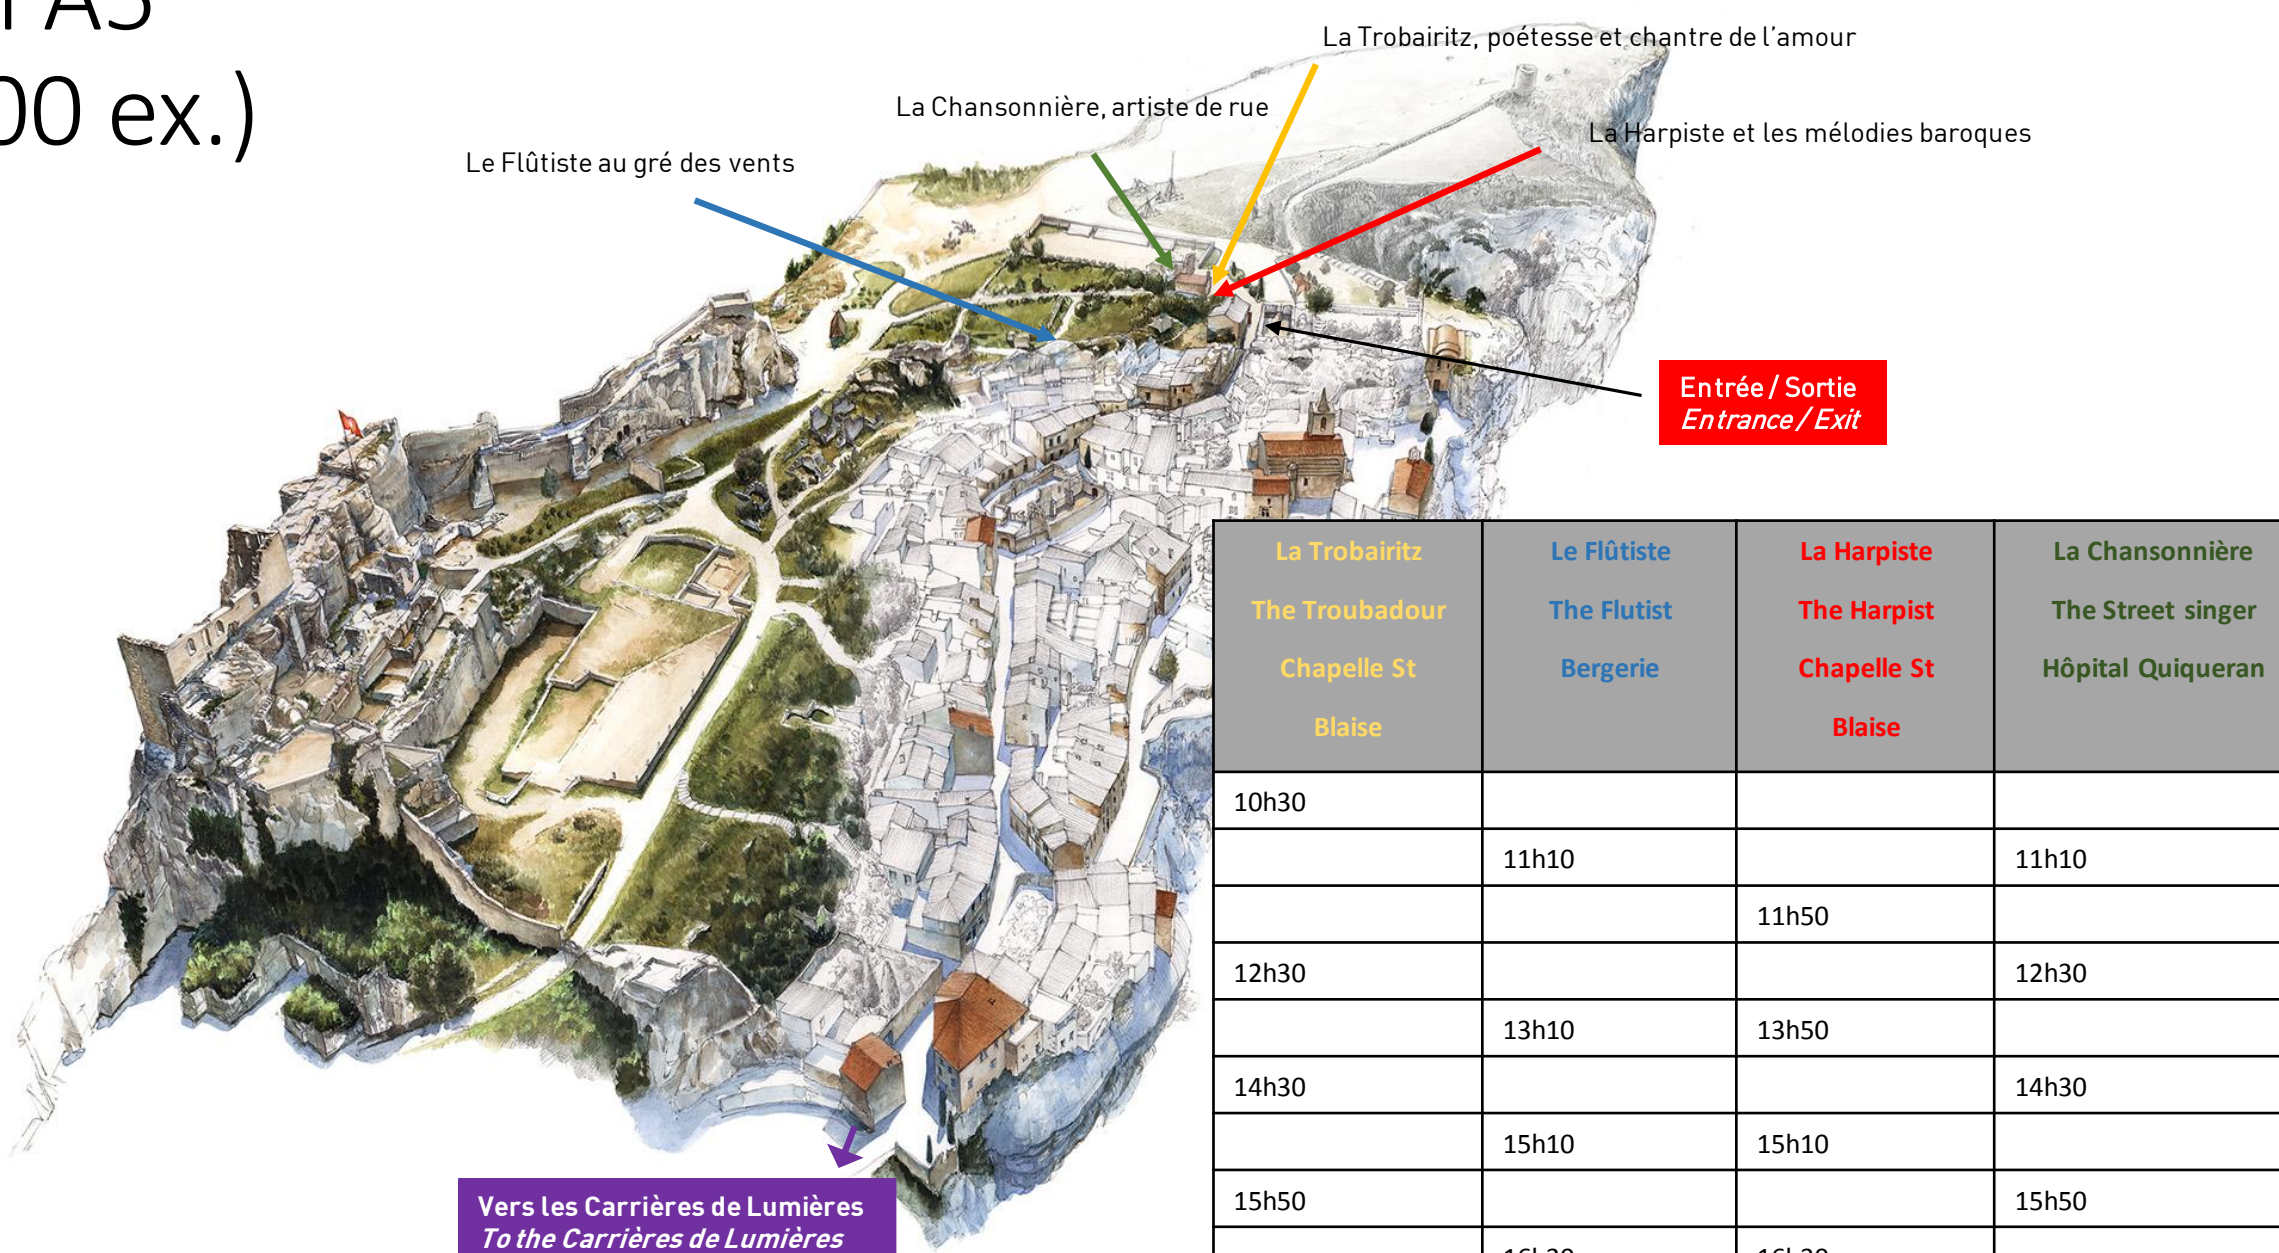 00 ex.)
La Trobairitz, poétesse et chantre de l'amour
La Chansonnière, artiste de rue
La Harpiste et les mélodies baroques
Le Flûtiste au gré des vents
Entrée / Sortie
Entrance / Exit
La Trobairitz
The Troubadour
Chapelle St
Blaise
Le Flûtiste
The Flutist
Bergerie
La Harpiste
The Harpist
Chapelle St
Blaise
La Chansonnière
The Street singer
Hôpital Quiqueran
10h30
11h10 11h10
11h50
12h30 12h30
13h10 13h50
14h30 14h30
15h10 15h10
15h50 15h50
Vers les Carrières de Lumières
To the Carrières de Lumières